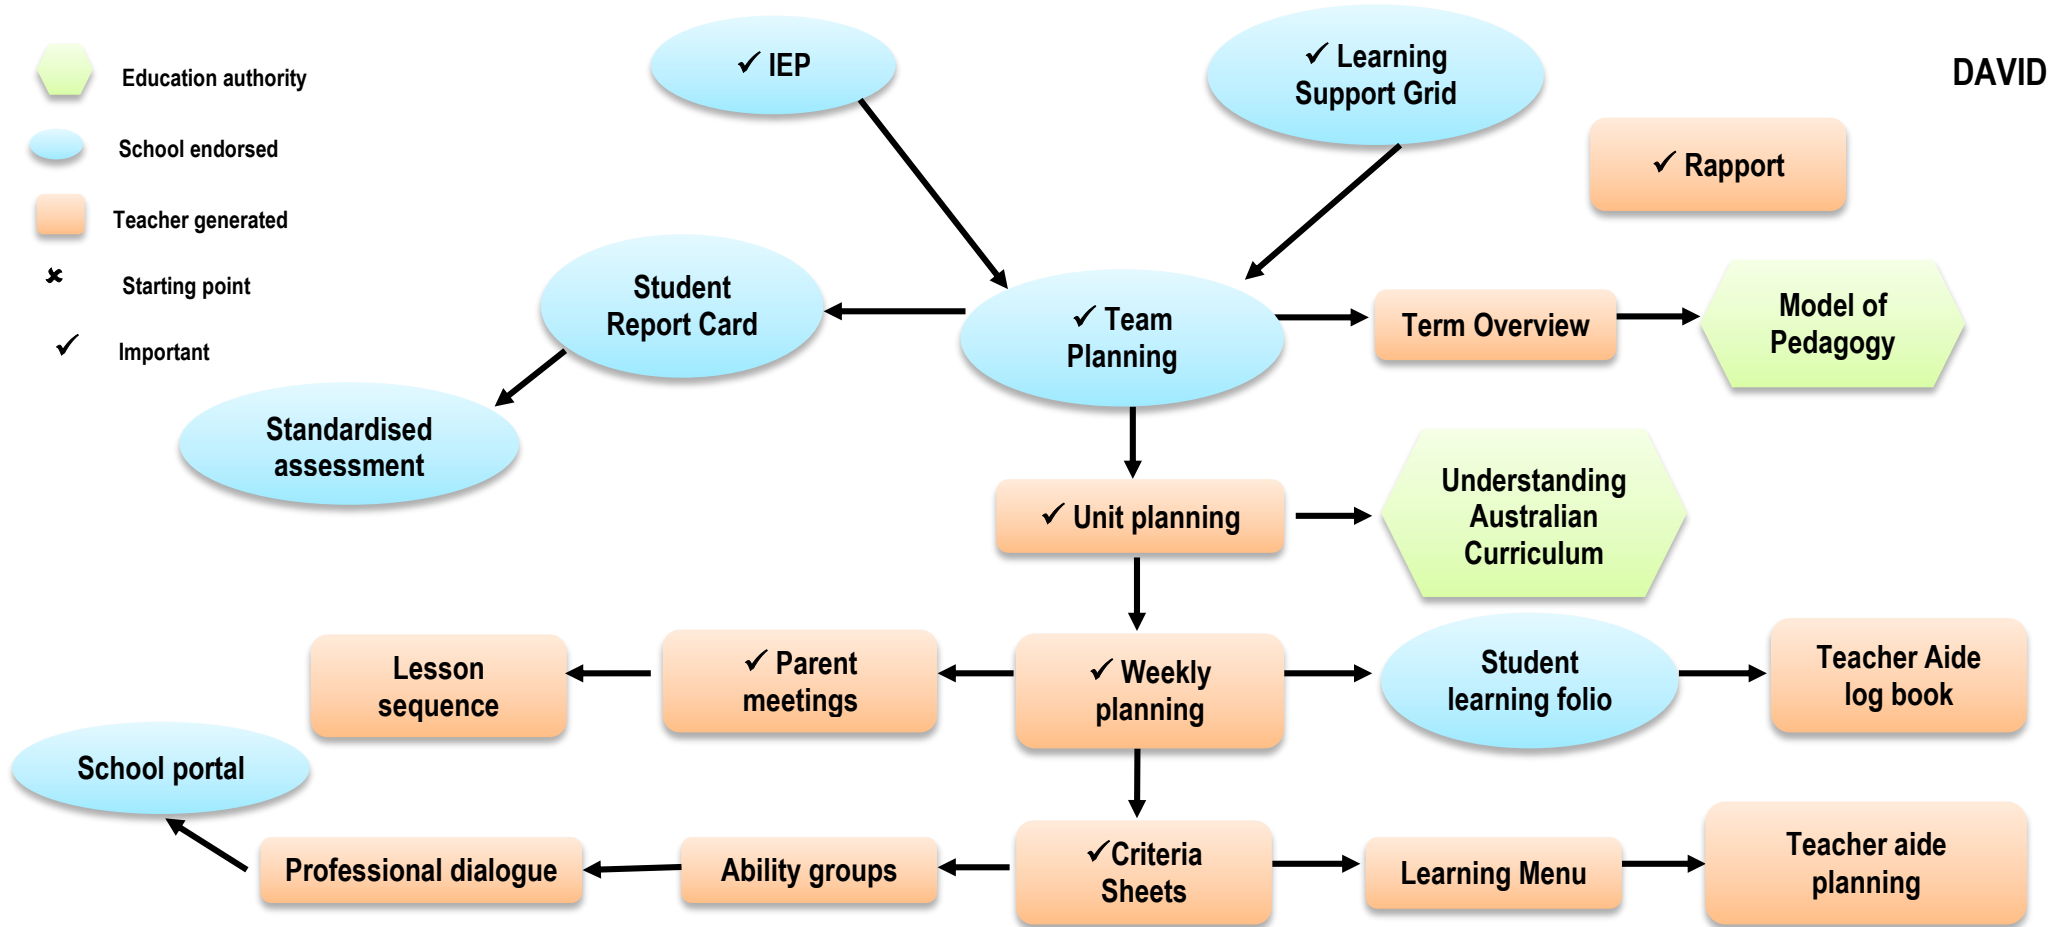 DAVID
Education authority
School endorsed
Teacher generated
✖ Starting point
✓ Important
✓ IEP
✓ Learning
Support Grid
✓ Rapport
Student
Report Card
✓ Team
Planning
Term Overview
Model of
Pedagogy
Standardised
assessment
✓ Unit planning
Understanding
Australian
Curriculum
Lesson
sequence
✓ Parent
meetings
✓ Weekly
planning
Student
learning folio
Teacher Aide
log book
School portal
Professional dialogue
Ability groups
✓Criteria
Sheets
Learning Menu
Teacher aide
planning